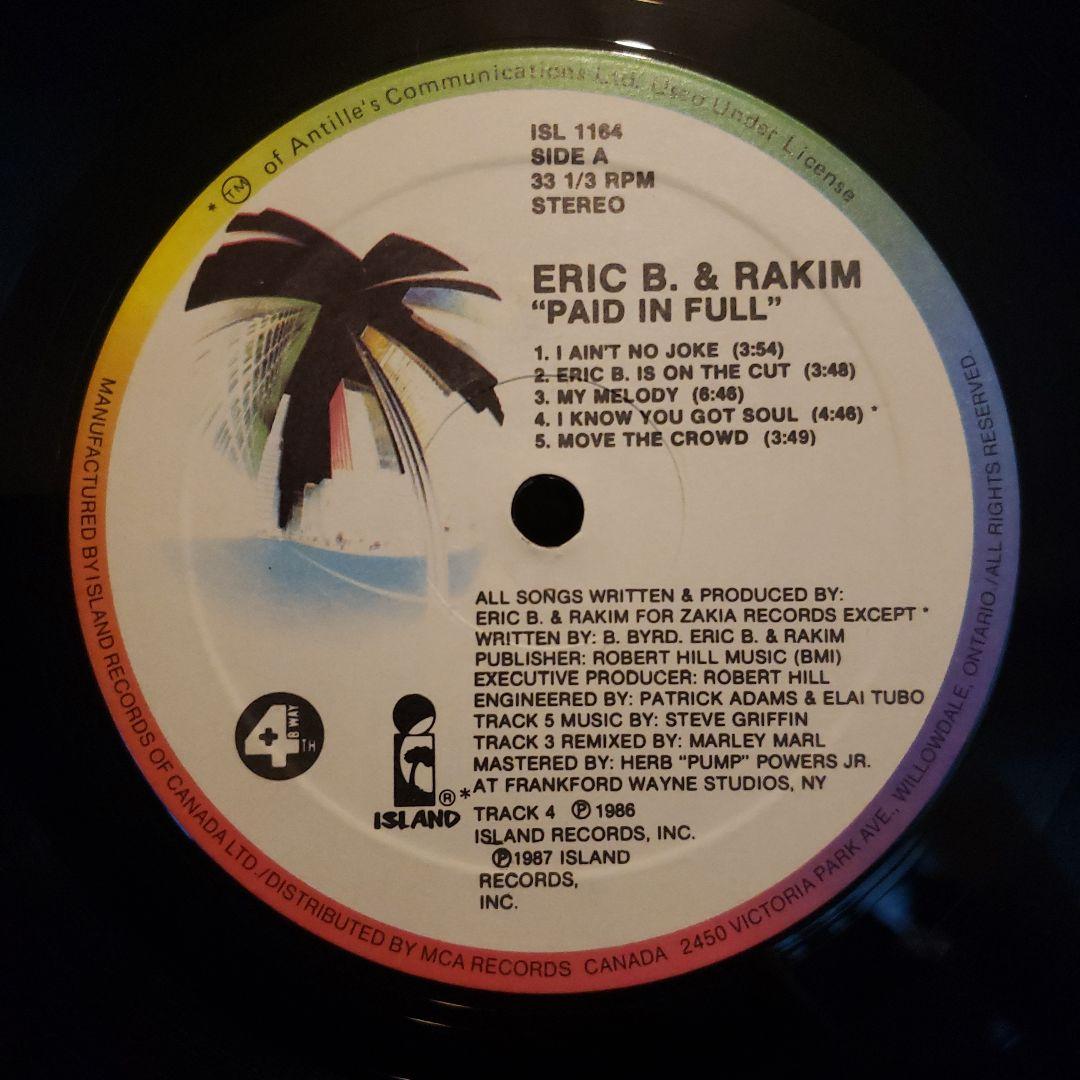 * TM of Antille's Communications Ltd. Used Under License
ISL 1164
SIDE A
33 1/3 RPM
STEREO
ERIC B. & RAKIM
“PAID IN FULL”
1. I AIN'T NO JOKE (3:54)
2. ERIC B. IS ON THE CUT (3:48)
3. MY MELODY (6:46)
4. I KNOW YOU GOT SOUL (4:46) *
5. MOVE THE CROWD (3:49)
ALL SONGS WRITTEN & PRODUCED BY:
ERIC B. & RAKIM FOR ZAKIA RECORDS EXCEPT *
WRITTEN BY: B. BYRD. ERIC B. & RAKIM
PUBLISHER: ROBERT HILL MUSIC (BMI)
EXECUTIVE PRODUCER: ROBERT HILL
ENGINEERED BY: PATRICK ADAMS & ELAI TUBO
TRACK 5 MUSIC BY: STEVE GRIFFIN
TRACK 3 REMIXED BY: MARLEY MARL
MASTERED BY: HERB "PUMP" POWERS JR.
AT FRANKFORD WAYNE STUDIOS, NY
* TRACK 4 ℗ 1986
ISLAND RECORDS, INC.
℗1987 ISLAND
RECORDS,
INC.
4TH B'WAY
ISLAND ®
MANUFACTURED BY ISLAND RECORDS OF CANADA LTD./DISTRIBUTED BY MCA RECORDS CANADA 2450 VICTORIA PARK AVE., WILLOWDALE, ONTARIO./ALL RIGHTS RESERVED.